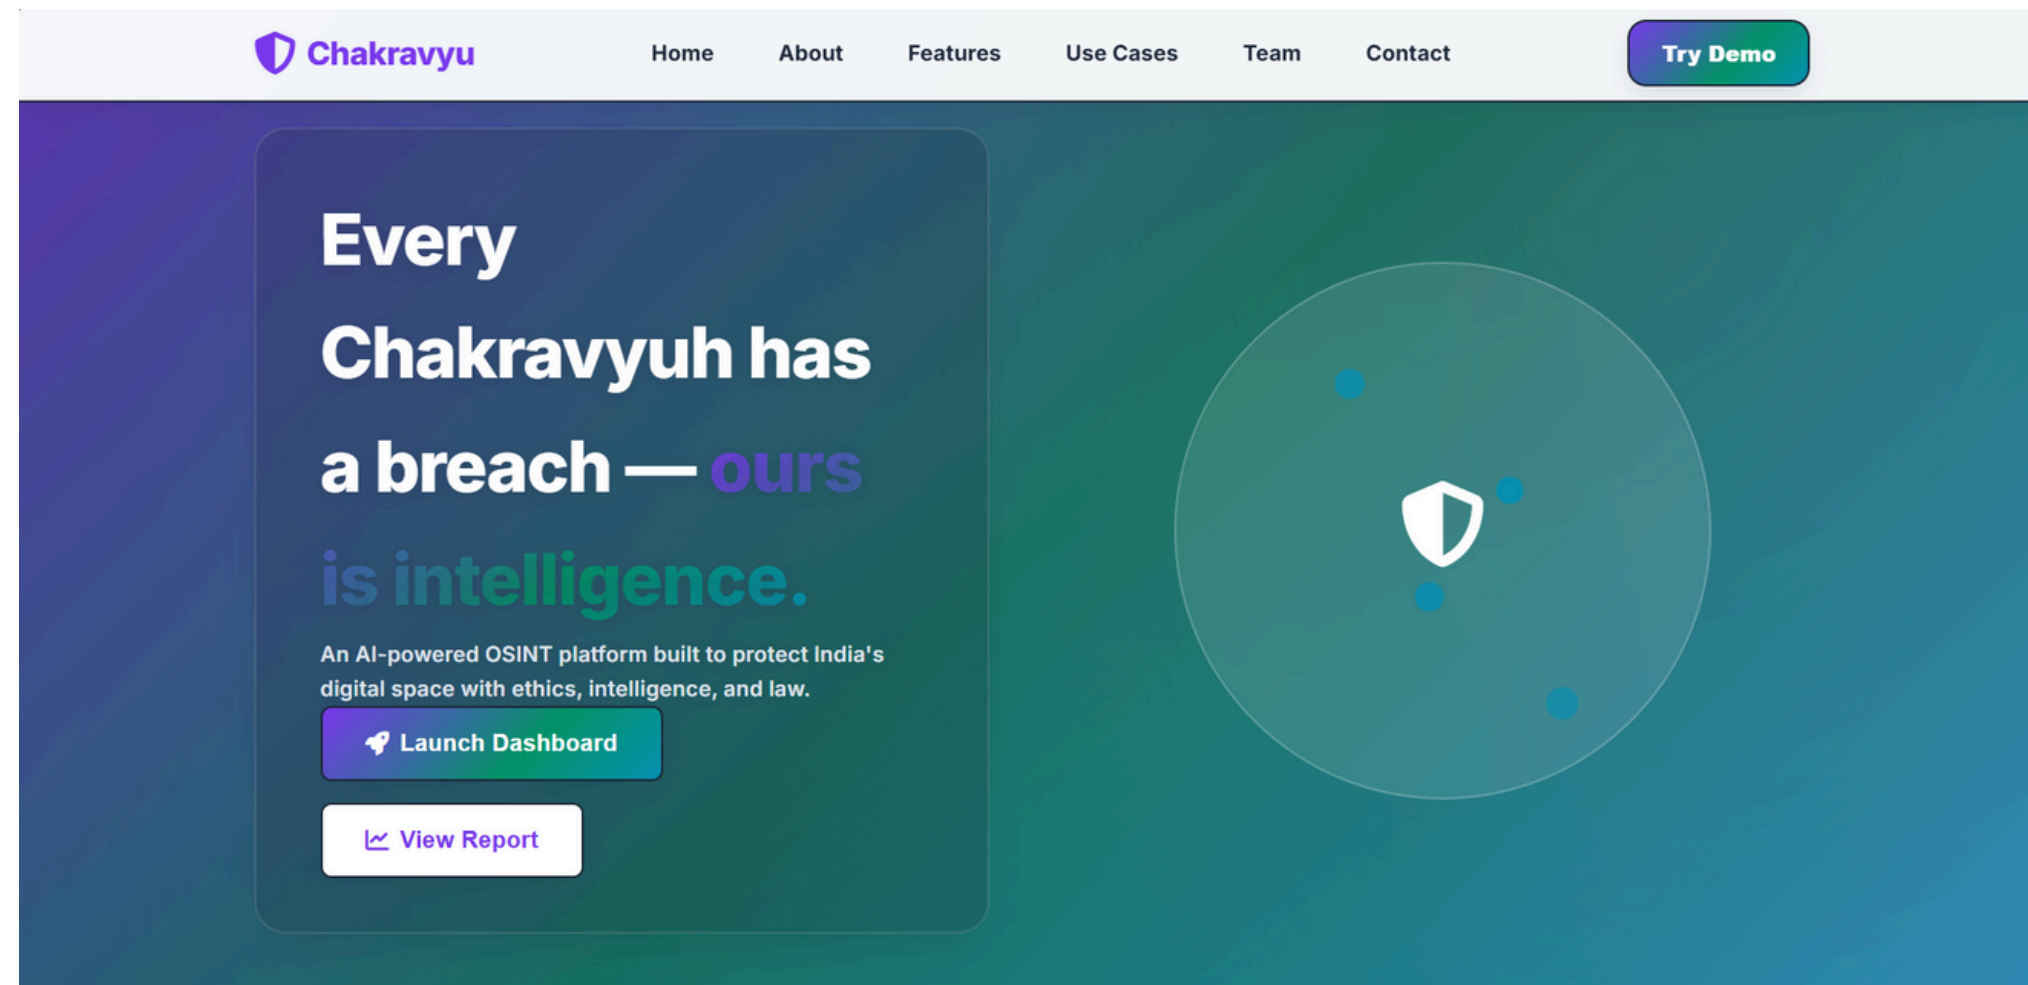 Chakravyu
Home About Features Use Cases Team Contact
Try Demo
Every
Chakravyuh has
a breach — ours
is intelligence.
An AI-powered OSINT platform built to protect India's
digital space with ethics, intelligence, and law.
Launch Dashboard
View Report